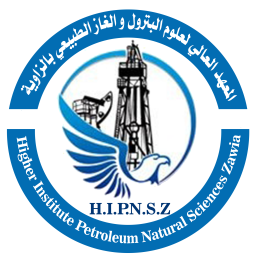 المعهد العالي لعلوم البترول و الغاز الطبيعي بالزاوية
H.I.P.N.S.Z
Higher Institute Petroleum Natural Sciences Zawia